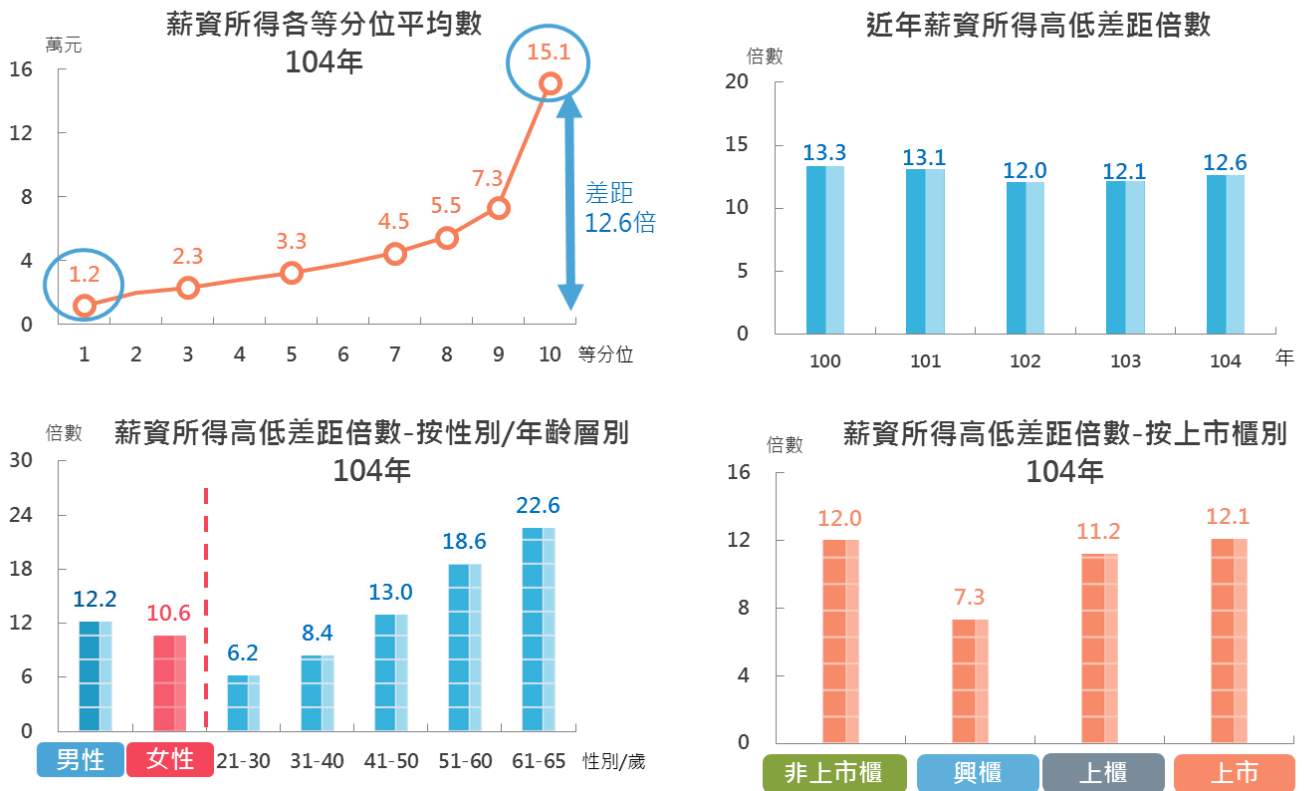 薪資所得各等分位平均數
104年
萬元
16
12
8
4
0
1.2
2.3
3.3
4.5
5.5
7.3
15.1
差距
12.6倍
1 2 3 4 5 6 7 8 9 10 等分位
近年薪資所得高低差距倍數
倍數
20
15
10
5
0
13.3 13.1 12.0 12.1 12.6
100 101 102 103 104 年
薪資所得高低差距倍數-按性別/年齡層別
104年
倍數
30
24
18
12
6
0
12.2 10.6 6.2 8.4 13.0 18.6 22.6
男性 女性 21-30 31-40 41-50 51-60 61-65 性別/歲
薪資所得高低差距倍數-按上市櫃別
104年
倍數
16
12
8
4
0
12.0 7.3 11.2 12.1
非上市櫃 興櫃 上櫃 上市